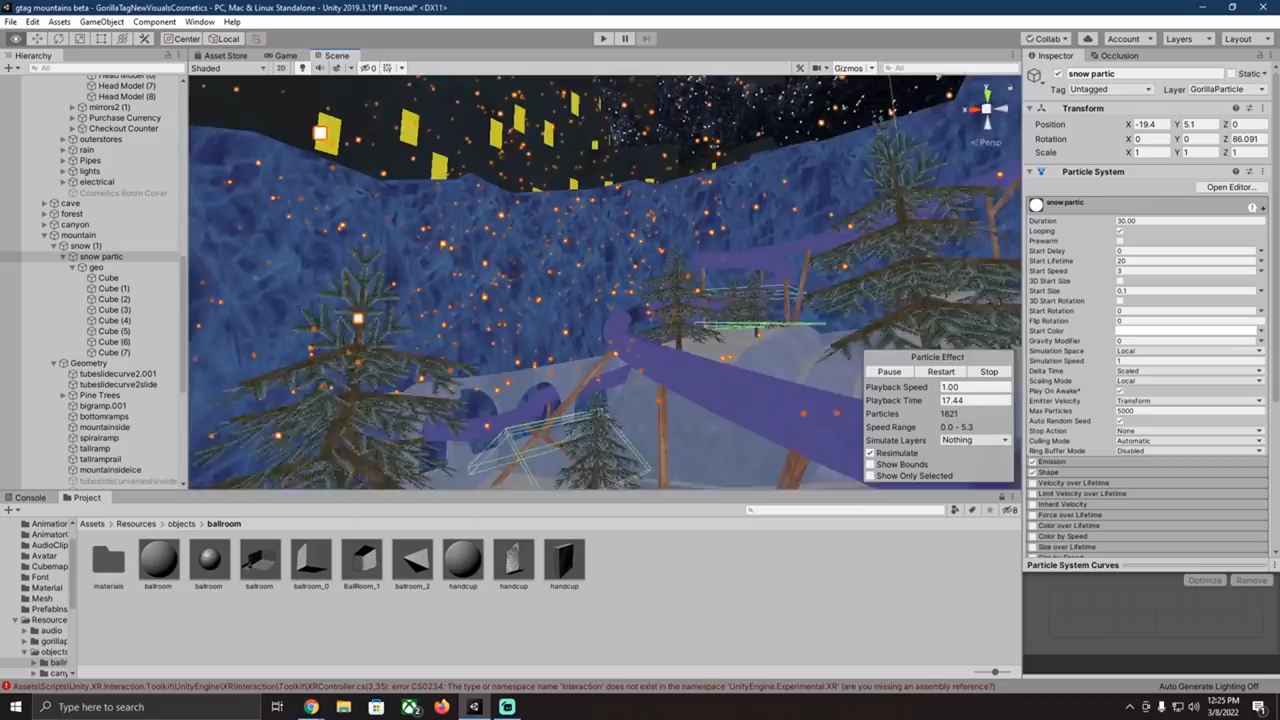 gtag mountains beta - GorillaTagNewVisualsCosmetics - PC, Mac & Linux Standalone - Unity 2019.3.15f1 Personal* <DX11>
File Edit Assets GameObject Component Window Help
Center Local Collab Account Layers Layout
Hierarchy Asset Store Game Scene Inspector Occlusion
All Shaded 2D 0 Gizmos All
Head Model (6)
Head Model (7)
Head Model (8)
mirrors2 (1)
Purchase Currency
Checkout Counter
outerstores
rain
Pipes
lights
electrical
Cosmetics Room Cover
cave
forest
canyon
mountain
snow (1)
snow partic
geo
Cube
Cube (1)
Cube (2)
Cube (3)
Cube (4)
Cube (5)
Cube (6)
Cube (7)
Geometry
tubeslidecurve2.001
tubeslidecurve2slide
Pine Trees
bigramp.001
bottomramps
mountainside
spiralramp
tallramp
tallramprail
mountainsideice
tubeslidecurvemeshinside
Persp
Particle Effect
Pause Restart Stop
Playback Speed 1.00
Playback Time 17.44
Particles 1621
Speed Range 0.0 - 5.3
Simulate Layers Nothing
Resimulate
Show Bounds
Show Only Selected
snow partic Static
Tag Untagged Layer GorillaParticle
Transform
Position X -19.4 Y 5.1 Z 0
Rotation X 0 Y 0 Z 86.091
Scale X 1 Y 1 Z 1
Particle System
Open Editor...
snow partic
Duration 30.00
Looping
Prewarm
Start Delay 0
Start Lifetime 20
Start Speed 3
3D Start Size
Start Size 0.1
3D Start Rotation
Start Rotation 0
Flip Rotation 0
Start Color
Gravity Modifier 0
Simulation Space Local
Simulation Speed 1
Delta Time Scaled
Scaling Mode Local
Play On Awake*
Emitter Velocity Transform
Max Particles 5000
Auto Random Seed
Stop Action None
Culling Mode Automatic
Ring Buffer Mode Disabled
Emission
Shape
Velocity over Lifetime
Limit Velocity over Lifetime
Inherit Velocity
Force over Lifetime
Color over Lifetime
Color by Speed
Size over Lifetime
Particle System Curves
Optimize Remove
Console Project
8
Assets Resources objects ballroom
Animation
Animator
AudioClip
Avatar
Cubemap
Font
Material
Mesh
PrefabIns
Resource
audio
gorillap
objects
ballr
cany
materials ballroom ballroom ballroom ballroom_0 BallRoom_1 ballroom_2 handcup handcup handcup
Assets\Scripts\Unity.XR.Interaction.Toolkit\UnityEngine\XR\Interaction\Toolkit\XRController.cs(3,35): error CS0234: The type or namespace name 'Interaction' does not exist in the namespace 'UnityEngine.Experimental.XR' (are you missing an assembly reference?)
Auto Generate Lighting Off
Type here to search
2
12:25 PM
3/8/2022